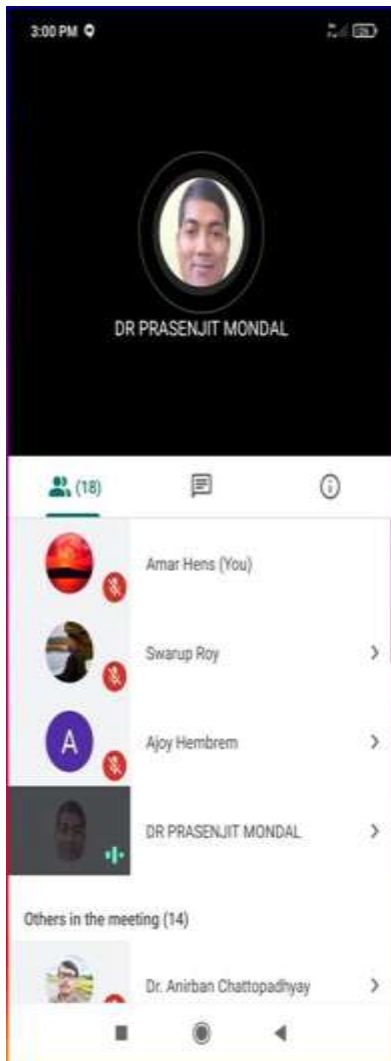 3:00 PM
DR PRASENJIT MONDAL
(18)
Amar Hens (You)
Swarup Roy
A
Ajoy Hembrem
DR PRASENJIT MONDAL
Others in the meeting (14)
Dr. Anirban Chattopadhyay